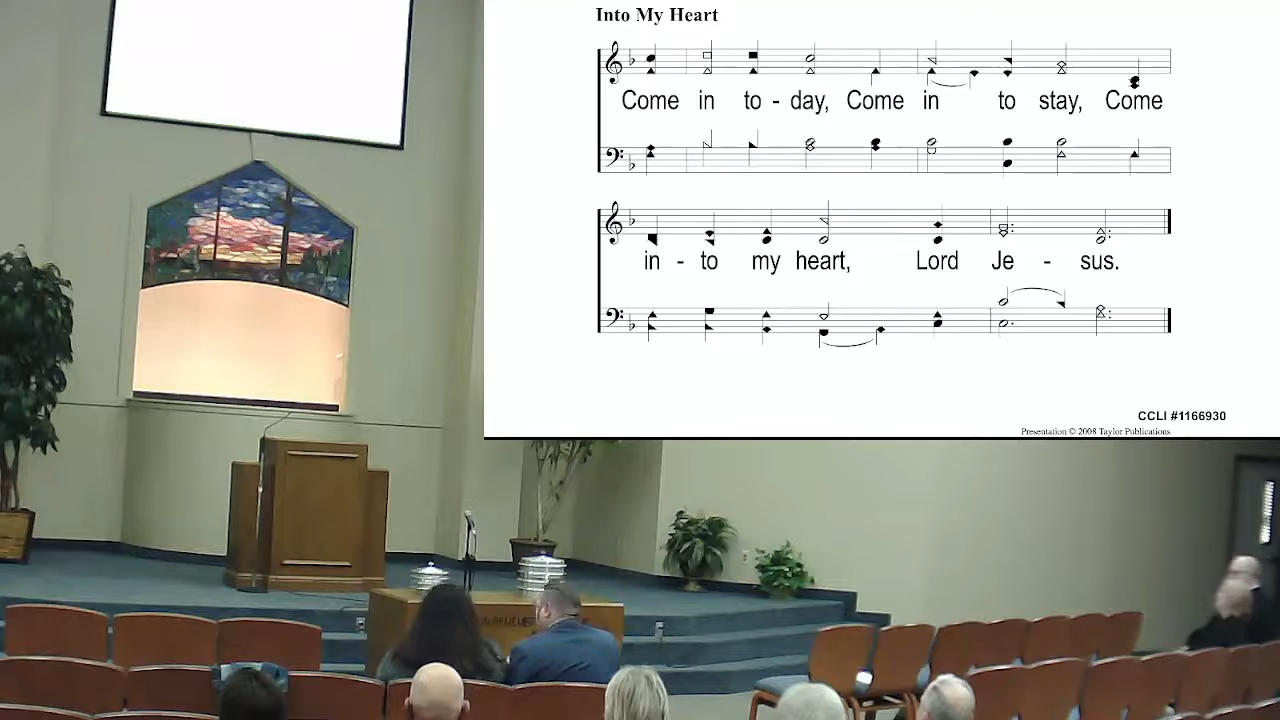 Into My Heart
Come in to - day, Come in to stay, Come
in - to my heart, Lord Je - sus.
CCLI #1166930
Presentation © 2008 Taylor Publications